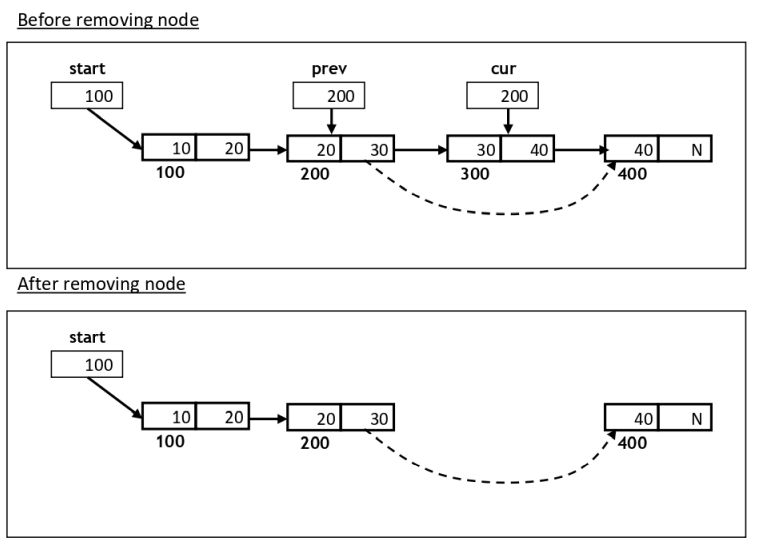 Before removing node
start prev cur
100 200 200
10 20 20 30 30 40 40 N
100 200 300 400
After removing node
start
100
10 20 20 30 40 N
100 200 400